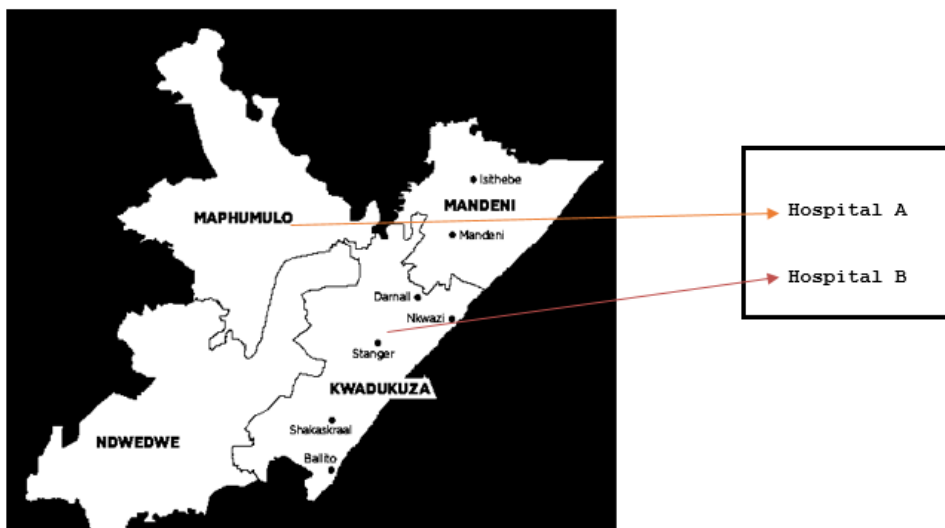 Isithebe
MANDENI
MAPHUMULO
Mandeni
Hospital A
Hospital B
Darnall
Nkwazi
Stanger
KWADUKUZA
Shakaskraal
NDWEDWE
Ballito